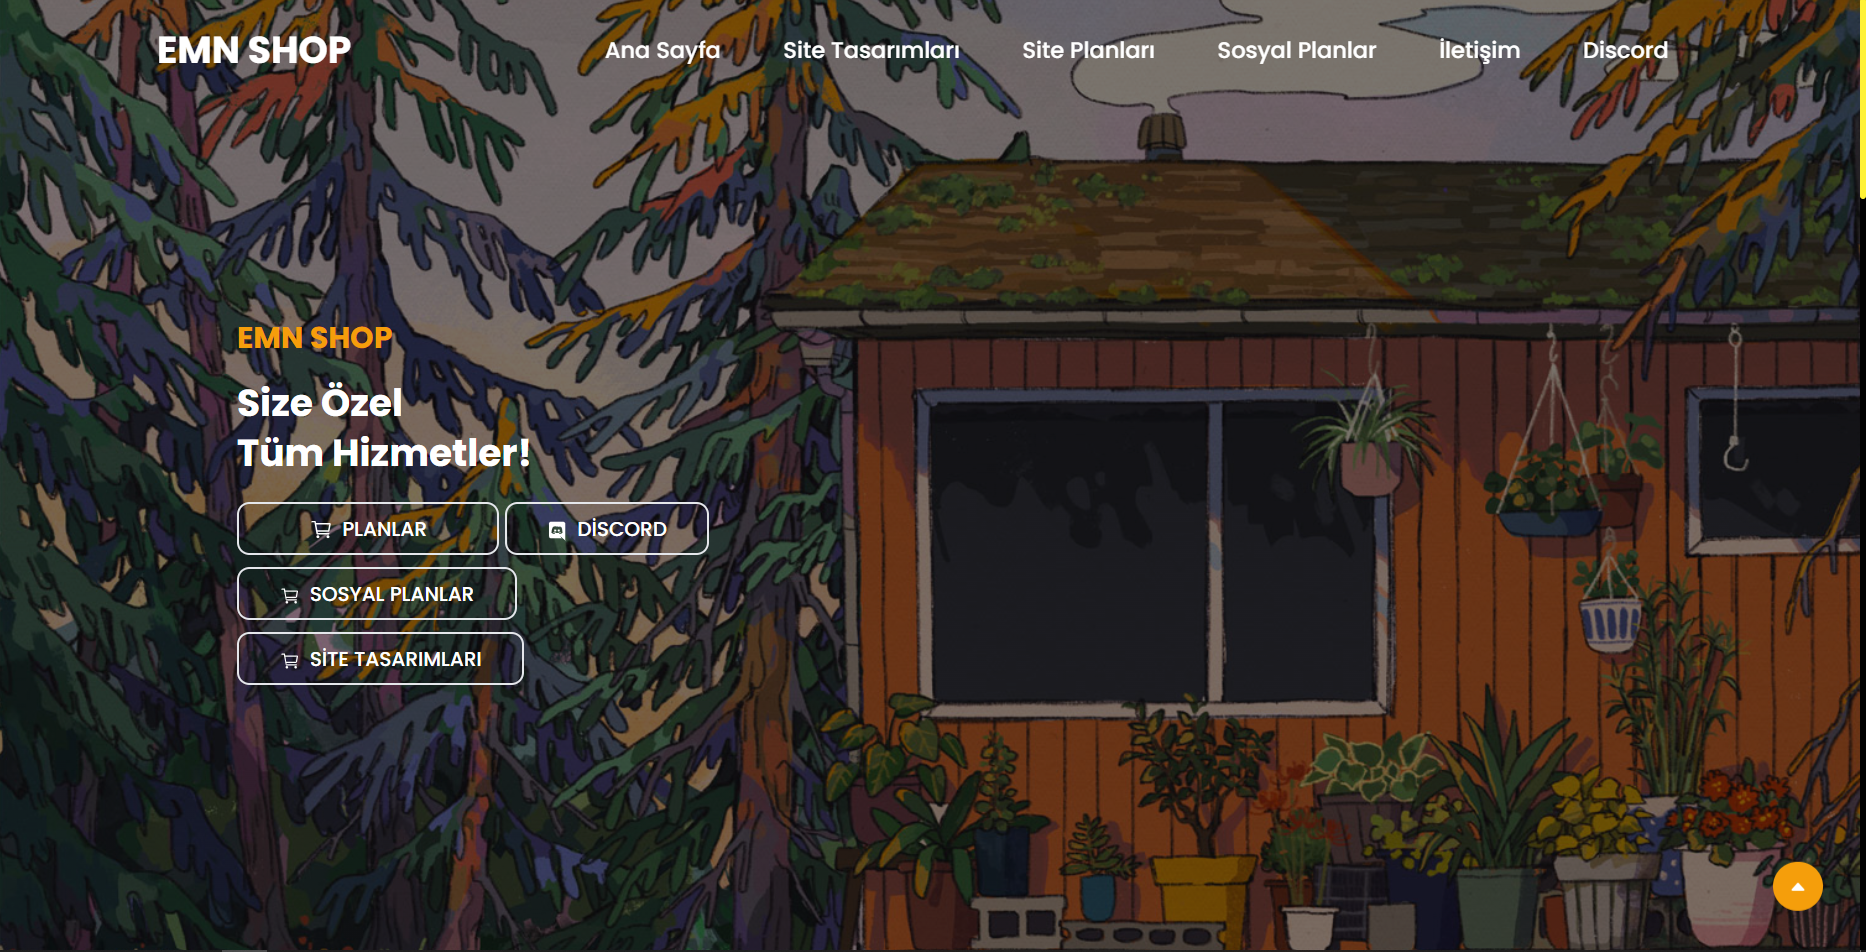 EMN SHOP
Ana Sayfa Site Tasarımları Site Planları Sosyal Planlar İletişim Discord
EMN SHOP
Size Özel
Tüm Hizmetler!
PLANLAR DİSCORD
SOSYAL PLANLAR
SİTE TASARIMLARI